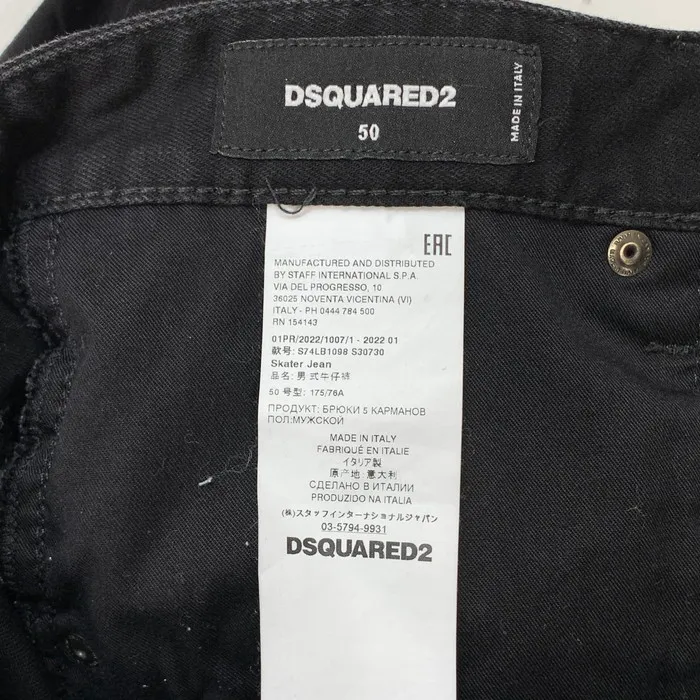 DSQUARED2
50
MADE IN ITALY
EAC
MANUFACTURED AND DISTRIBUTED
BY STAFF INTERNATIONAL S.P.A.
VIA DEL PROGRESSO, 10
36025 NOVENTA VICENTINA (VI)
ITALY - PH 0444 784 500
RN 154143
01PR/2022/1007/1 - 2022 01
款号: S74LB1098 S30730
Skater Jean
品名: 男式牛仔裤
50 号型: 175/76A
ПРОДУКТ: БРЮКИ 5 КАРМАНОВ
ПОЛ:МУЖСКОЙ
MADE IN ITALY
FABRIQUÉ EN ITALIE
イタリア製
原产地 意大利
СДЕЛАНО В ИТАЛИИ
PRODUZIDO NA ITALIA
(株)スタッフインターナショナルジャパン
03-5794-9931
DSQUARED2